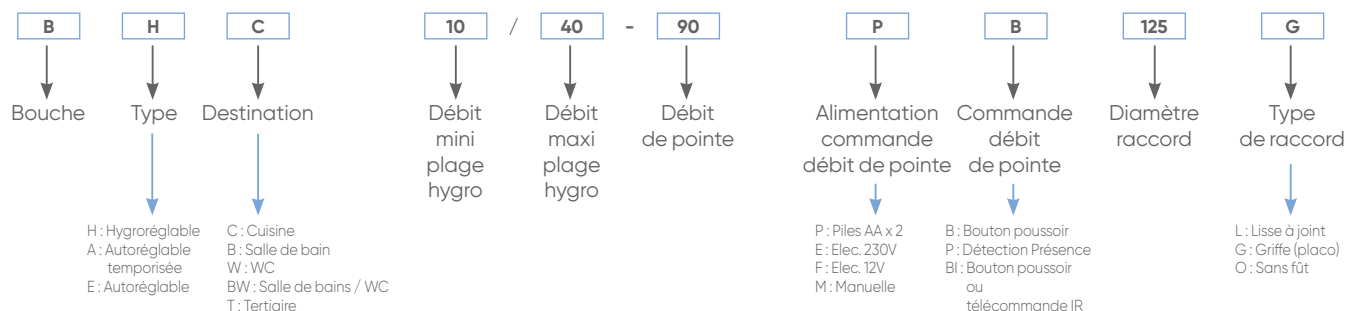 B H C 10 / 40 - 90 P B 125 G
Bouche
Type
Destination
Débit
mini
plage
hygro
Débit
maxi
plage
hygro
Débit
de pointe
Alimentation
commande
débit de pointe
Commande
débit
de pointe
Diamètre
raccord
Type
de raccord
H : Hygroréglable
A : Autoréglable
temporisée
E : Autoréglable
C : Cuisine
B : Salle de bain
W : WC
BW : Salle de bains / WC
T : Tertiaire
P : Piles AA x 2
E : Elec. 230V
F : Elec. 12V
M : Manuelle
B : Bouton poussoir
P : Détection Présence
BI : Bouton poussoir
ou
télécommande IR
L : Lisse à joint
G : Griffe (placo)
O : Sans fût